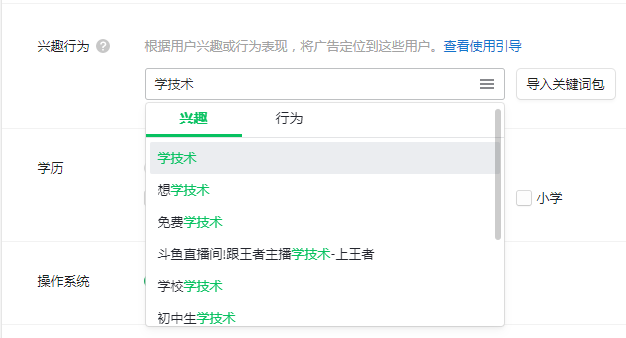 兴趣行为 ?
根据用户兴趣或行为表现，将广告定位到这些用户。查看使用引导
学技术
导入关键词包
兴趣 行为
学技术
学历
想学技术
小学
免费学技术
斗鱼直播间!跟王者主播学技术-上王者
操作系统
学校学技术
初中生学技术